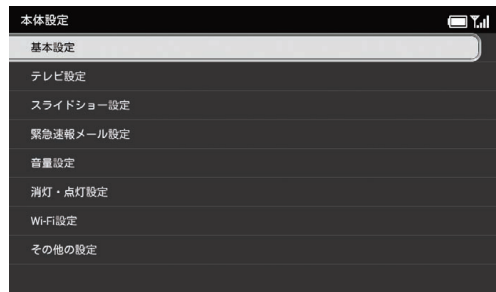 本体設定
基本設定
テレビ設定
スライドショー設定
緊急速報メール設定
音量設定
消灯・点灯設定
Wi-Fi設定
その他の設定